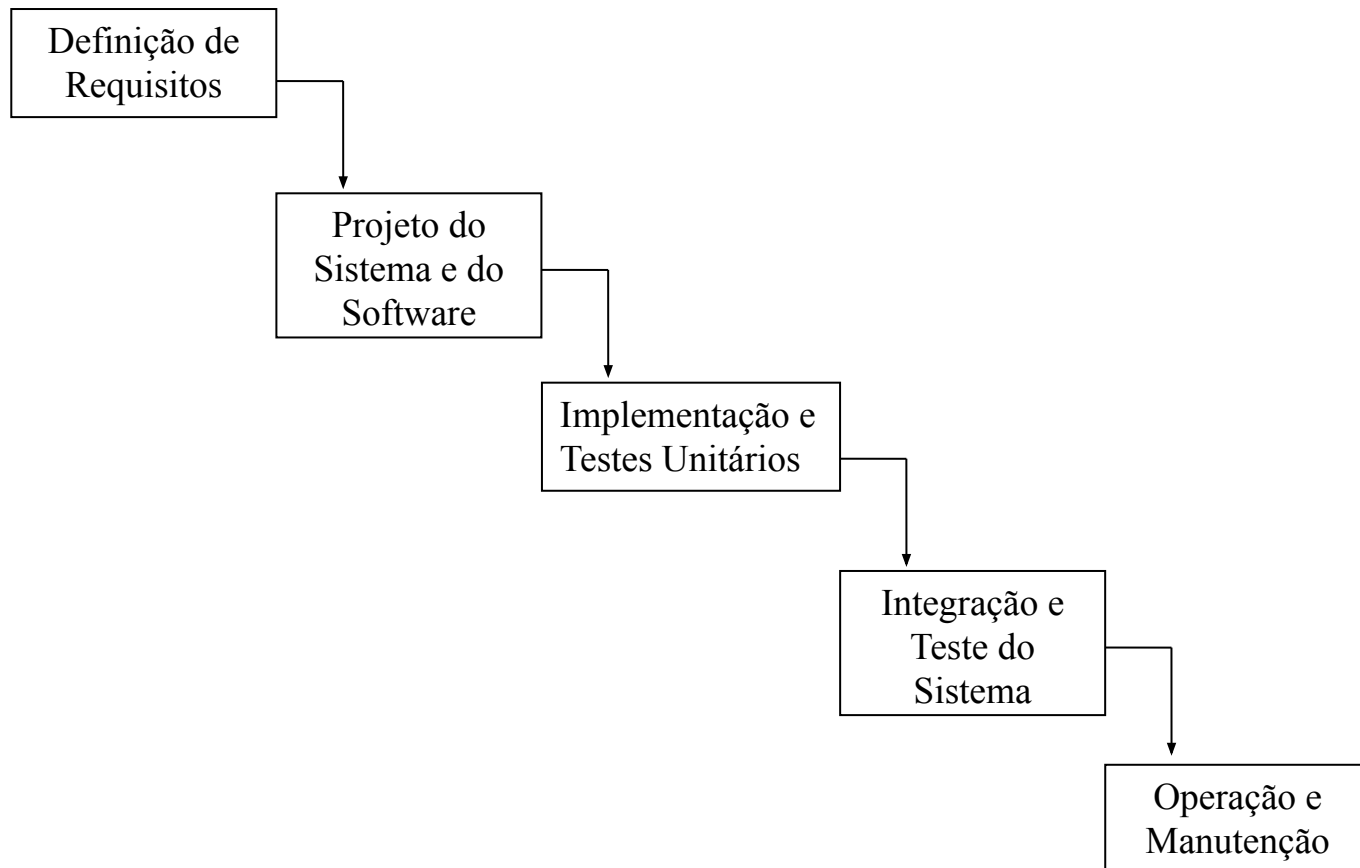 Definição de
Requisitos
Projeto do
Sistema e do
Software
Implementação e
Testes Unitários
Integração e
Teste do
Sistema
Operação e
Manutenção